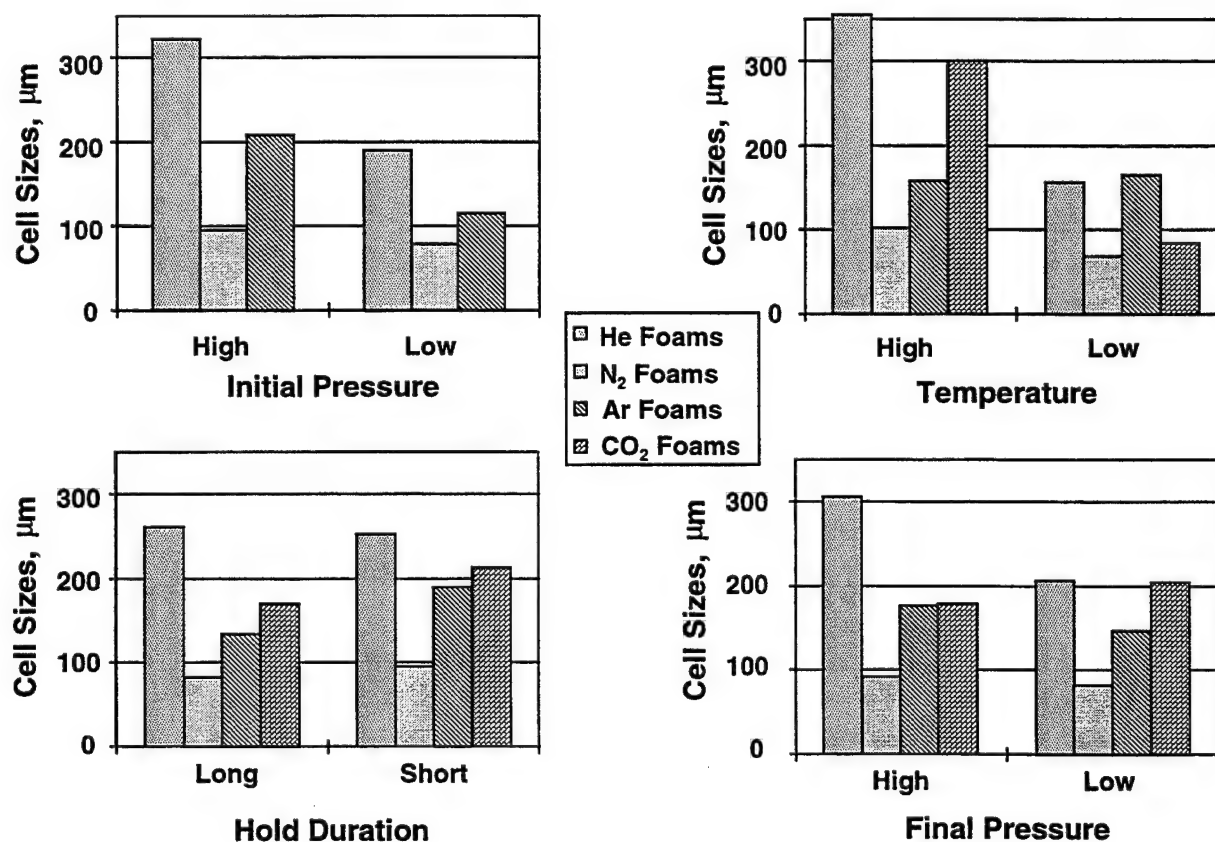 Cell Sizes, μm
300
200
100
0
High Low
Initial Pressure
Cell Sizes, μm
300
200
100
0
High Low
Temperature
He Foams
N₂ Foams
Ar Foams
CO₂ Foams
Cell Sizes, μm
300
200
100
0
Long Short
Hold Duration
Cell Sizes, μm
300
200
100
0
High Low
Final Pressure